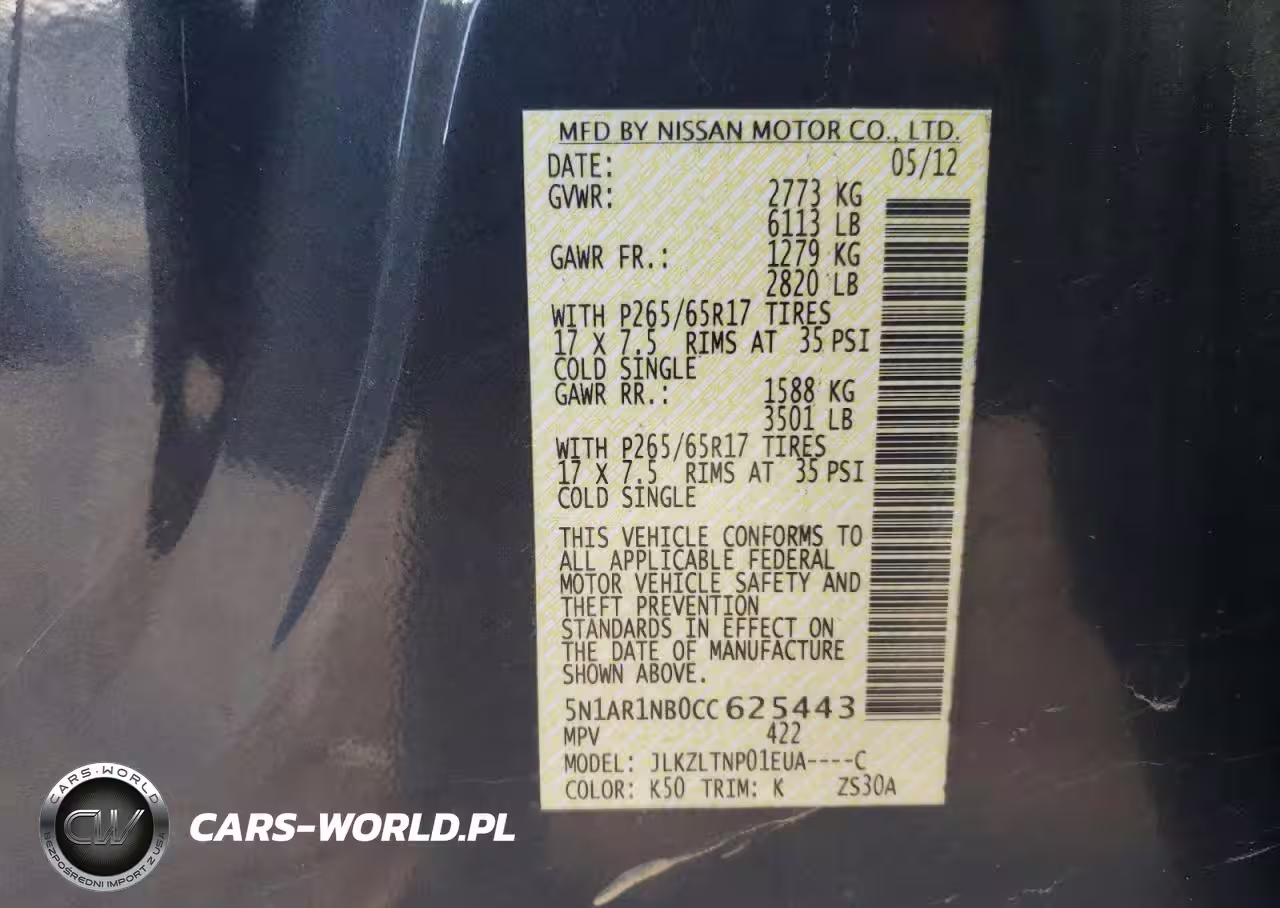 MFD BY NISSAN MOTOR CO., LTD.
DATE: 05/12
GVWR: 2773 KG
6113 LB
GAWR FR.: 1279 KG
2820 LB
WITH P265/65R17 TIRES
17 X 7.5 RIMS AT 35 PSI
COLD SINGLE
GAWR RR.: 1588 KG
3501 LB
WITH P265/65R17 TIRES
17 X 7.5 RIMS AT 35 PSI
COLD SINGLE
THIS VEHICLE CONFORMS TO
ALL APPLICABLE FEDERAL
MOTOR VEHICLE SAFETY AND
THEFT PREVENTION
STANDARDS IN EFFECT ON
THE DATE OF MANUFACTURE
SHOWN ABOVE.
5N1AR1NB0CC625443
MPV 422
MODEL: JLKZLTNP01EUA----C
COLOR: K50 TRIM: K ZS30A
CARS-WORLD
CW
BEZPOŚREDNI IMPORT Z USA
CARS-WORLD.PL